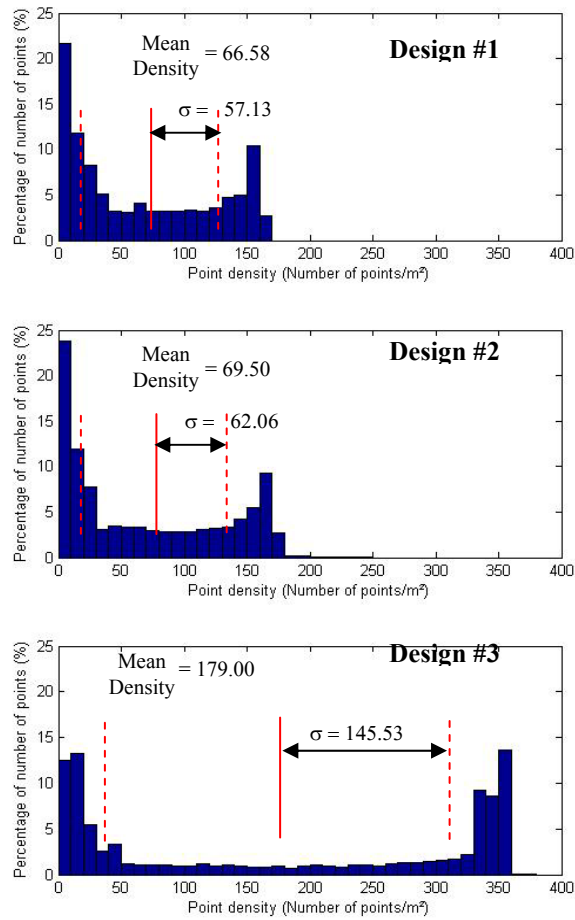 25
20
15
10
5
0
Percentage of number of points (%)
Mean
Density = 66.58
Design #1
σ = 57.13
0 50 100 150 200 250 300 350 400
Point density (Number of points/m²)
25
20
15
10
5
0
Percentage of number of points (%)
Mean
Density = 69.50
Design #2
σ = 62.06
0 50 100 150 200 250 300 350 400
Point density (Number of points/m²)
25
20
15
10
5
0
Percentage of number of points (%)
Mean
Density = 179.00
Design #3
σ = 145.53
0 50 100 150 200 250 300 350 400
Point density (Number of points/m²)